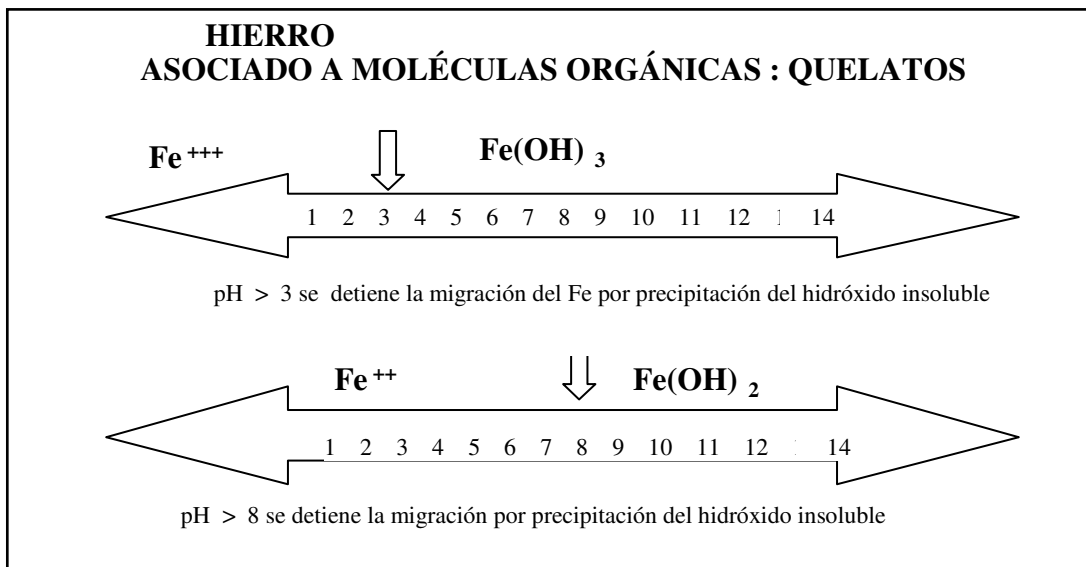 HIERRO
ASOCIADO A MOLÉCULAS ORGÁNICAS : QUELATOS
Fe +++ Fe(OH) 3
1 2 3 4 5 6 7 8 9 10 11 12 1 14
pH > 3 se detiene la migración del Fe por precipitación del hidróxido insoluble
Fe ++ Fe(OH) 2
1 2 3 4 5 6 7 8 9 10 11 12 14
pH > 8 se detiene la migración por precipitación del hidróxido insoluble